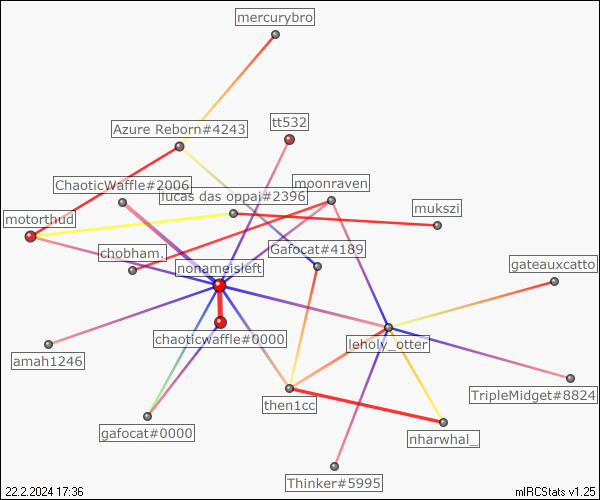 mercurybro
tt532
Azure Reborn#4243
ChaoticWaffle#2006
moonraven
lucas das oppai#2396
mukszi
motorthud
chobham.
Gafocat#4189
nonameisleft
gateauxcatto
chaoticwaffle#0000
leholy_otter
amah1246
TripleMidget#8824
then1cc
gafocat#0000
nharwhal_
Thinker#5995
22.2.2024 17:36
mIRCStats v1.25